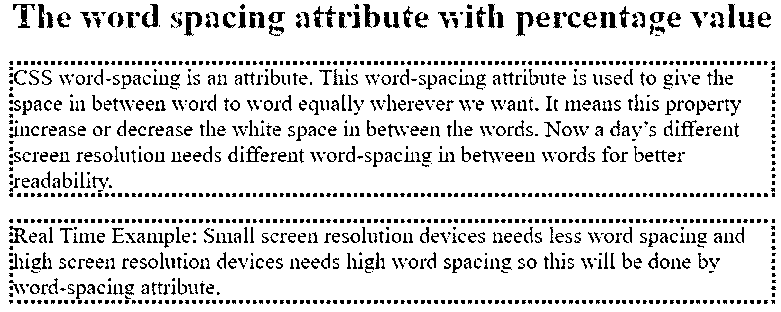 The word spacing attribute with percentage value
CSS word-spacing is an attribute. This word-spacing attribute is used to give the
space in between word to word equally wherever we want. It means this property
increase or decrease the white space in between the words. Now a day's different
screen resolution needs different word-spacing in between words for better
readability.
Real Time Example: Small screen resolution devices needs less word spacing and
high screen resolution devices needs high word spacing so this will be done by
word-spacing attribute.